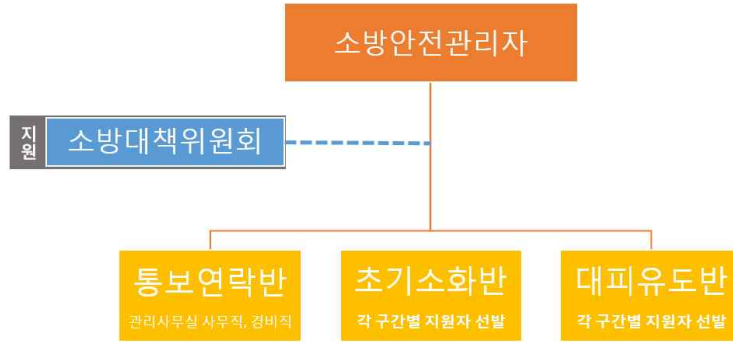 소방안전관리자
지원
소방대책위원회
통보연락반
관리사무실 사무직, 경비직
초기소화반
각 구간별 지원자 선발
대피유도반
각 구간별 지원자 선발